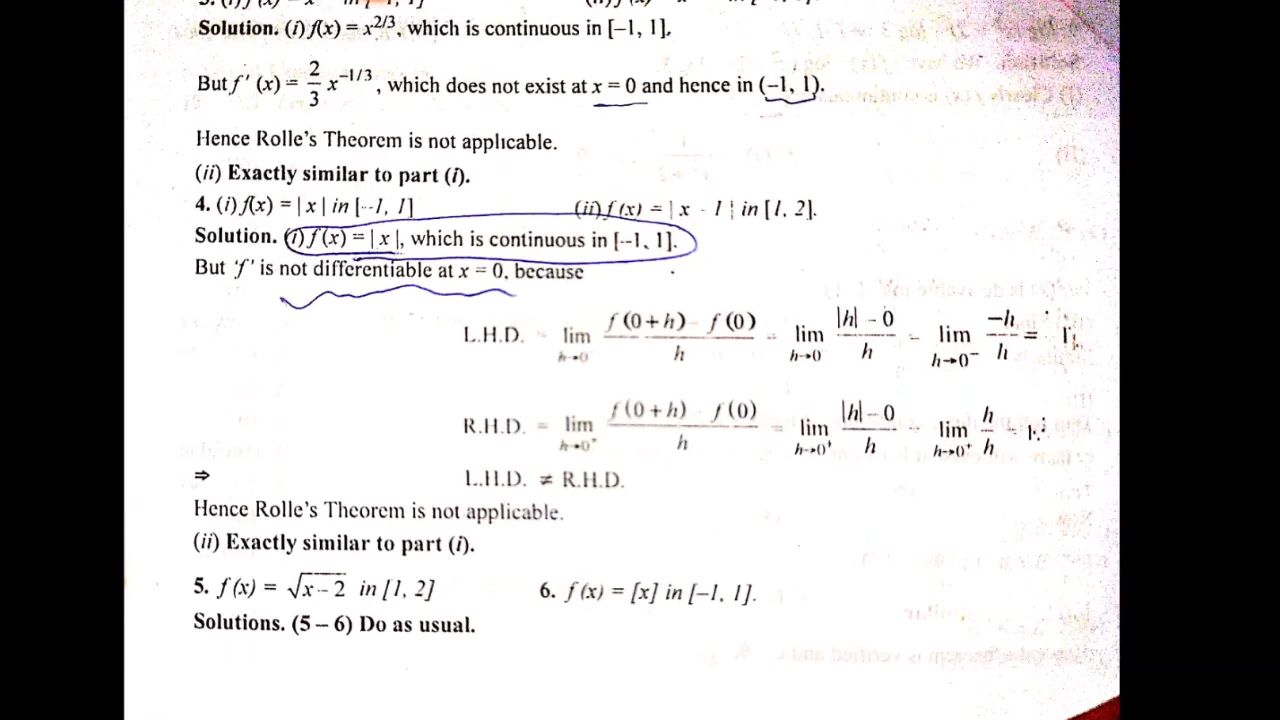 Solution. (i) f(x) = x^{2/3}, which is continuous in [−1, 1].
But f' (x) = 2/3 x^{−1/3}, which does not exist at x = 0 and hence in (−1, 1).
Hence Rolle's Theorem is not applicable.
(ii) Exactly similar to part (i).
4. (i) f(x) = | x | in [−1, 1] (ii) f (x) = | x - 1 | in [1, 2].
Solution. (i) f (x) = | x |, which is continuous in [−1, 1].
But 'f' is not differentiable at x = 0, because
L.H.D. = lim_{h→0} (f (0 + h) − f (0))/h = lim_{h→0} (|h| − 0)/h = lim_{h→0⁻} −h/h =
R.H.D. = lim_{h→0⁺} (f (0 + h) − f (0))/h = lim_{h→0⁺} (|h| − 0)/h = lim_{h→0⁺} h/h
⇒ L.H.D. ≠ R.H.D.
Hence Rolle's Theorem is not applicable.
(ii) Exactly similar to part (i).
5. f (x) = √(x − 2) in [1, 2] 6. f (x) = [x] in [−1, 1].
Solutions. (5 – 6) Do as usual.